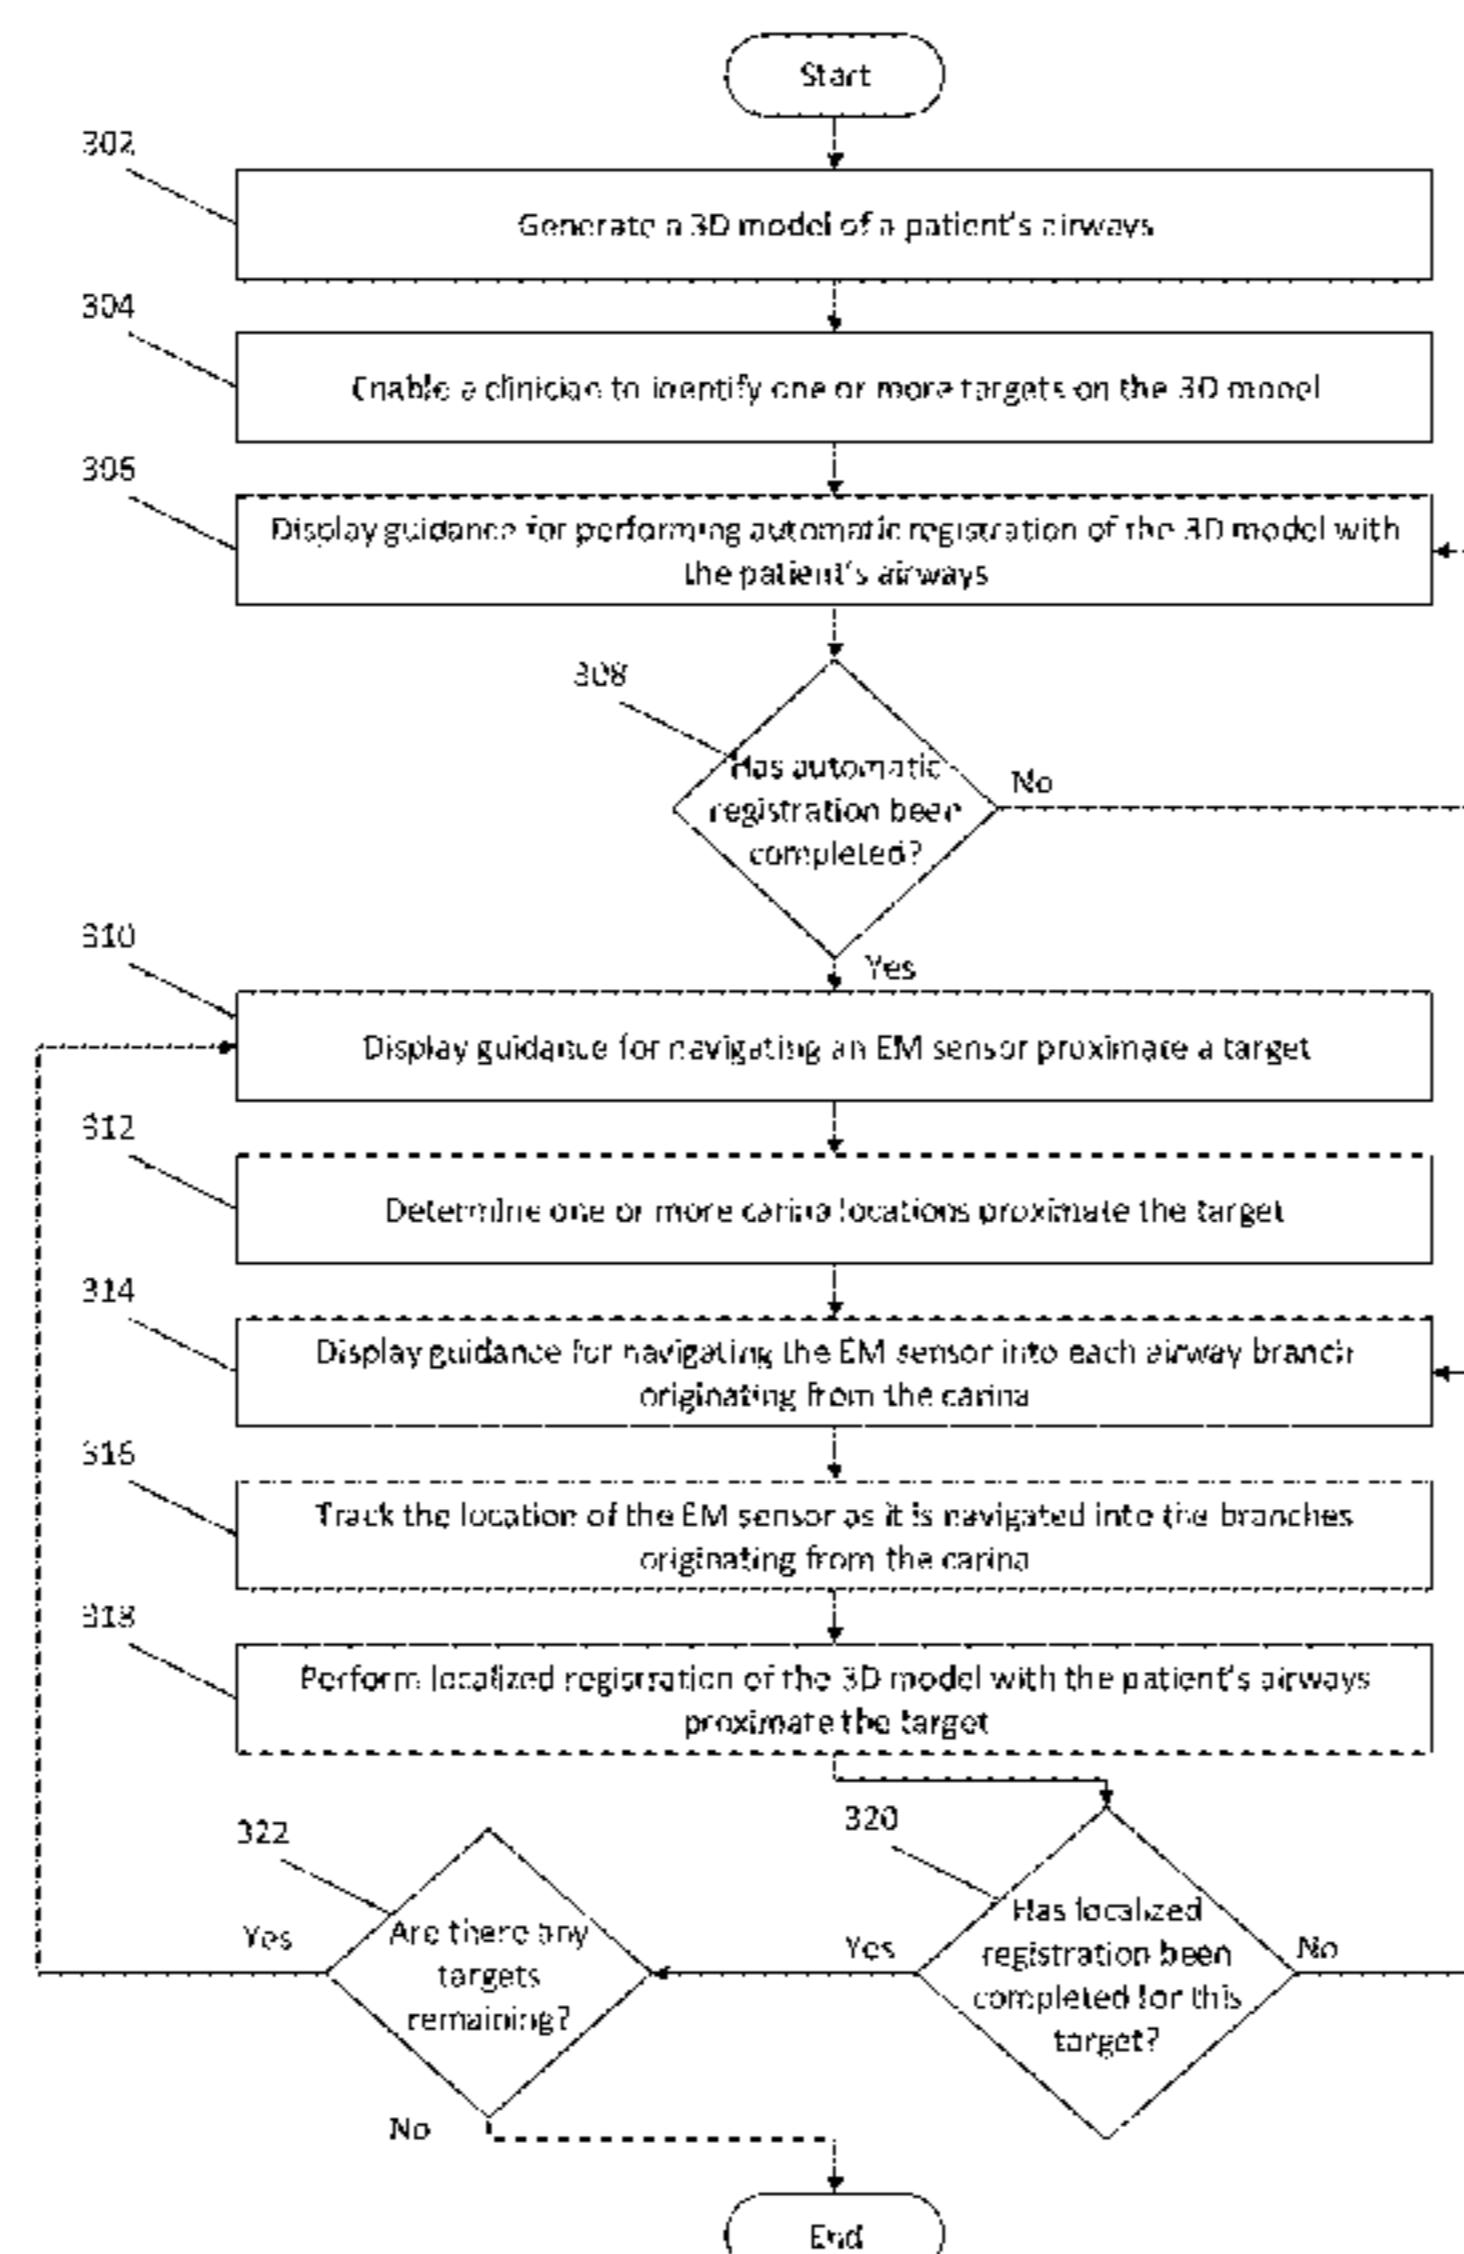 Start
302
Generate a 3D model of a patient's airways
304
Enable a clinician to identify one or more targets on the 3D model
306
Display guidance for performing automatic registration of the 3D model with
the patient's airways
308
Has automatic
registration been
completed?
No
Yes
310
Display guidance for navigating an EM sensor proximate a target
312
Determine one or more carina locations proximate the target
314
Display guidance for navigating the EM sensor into each airway branch
originating from the carina
316
Track the location of the EM sensor as it is navigated into the branches
originating from the carina
318
Perform localized registration of the 3D model with the patient's airways
proximate the target
320
Has localized
registration been
completed for this
target?
No
Yes
322
Are there any
targets
remaining?
Yes
No
End